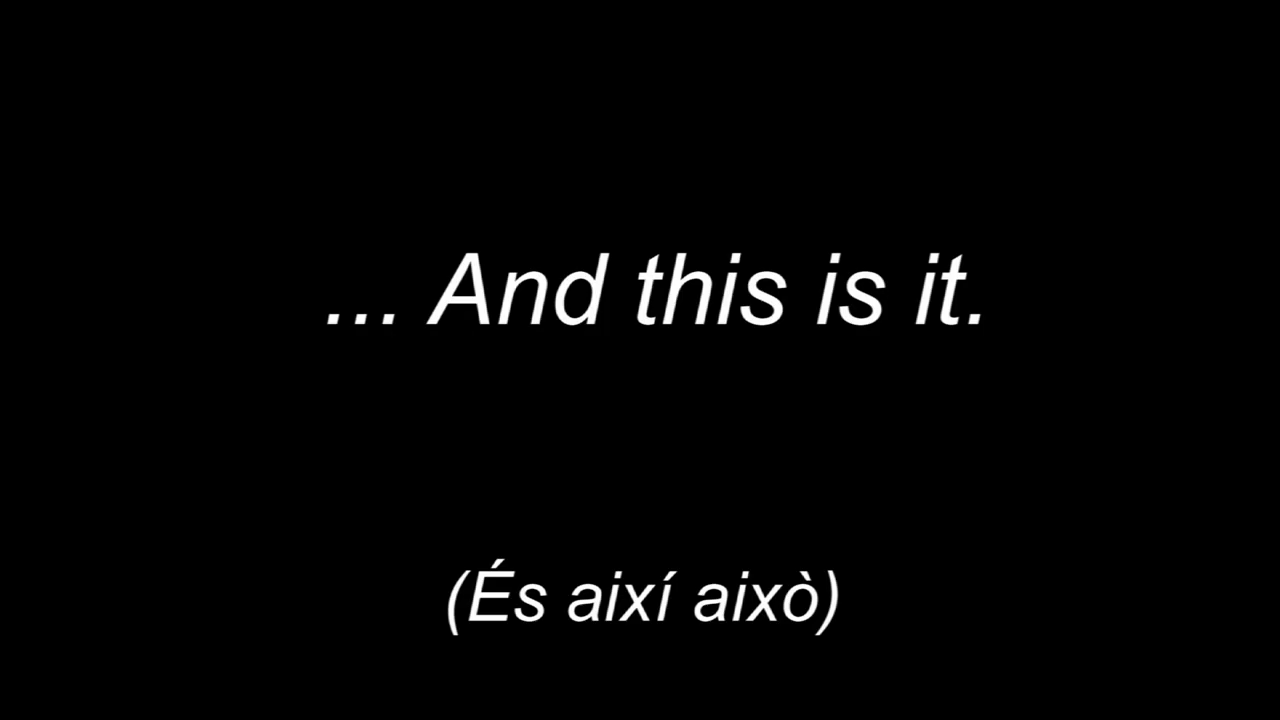 ... And this is it.
(És així això)